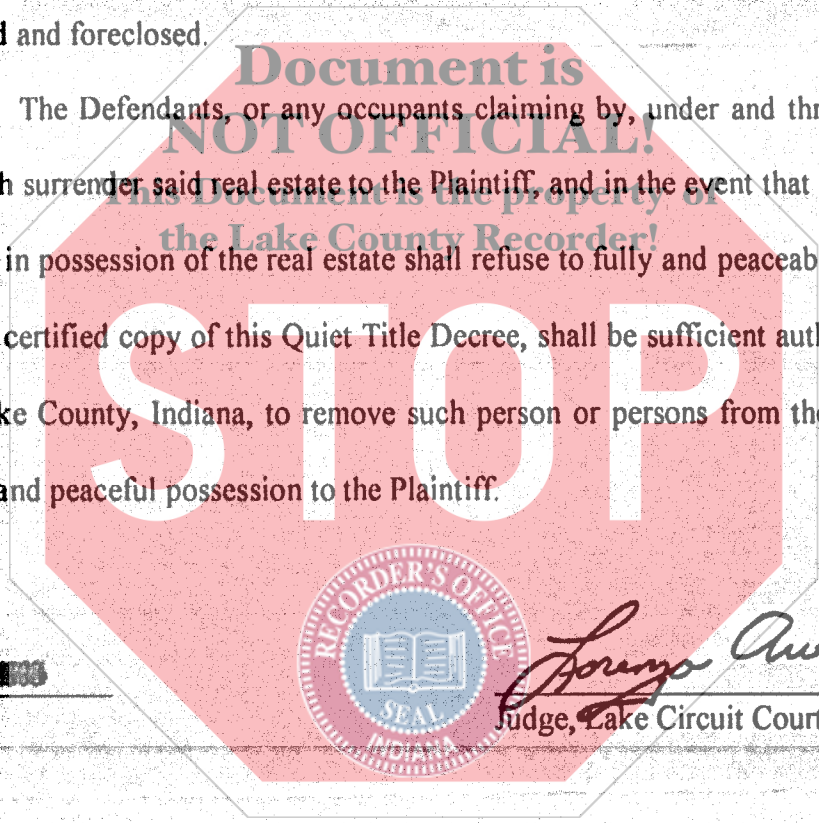 d and foreclosed.
Document is
The Defendants, or any occupants claiming by, under and thr
NOT OFFICIAL!
h surrender said real estate to the Plaintiff, and in the event that
This Document is the property of
the Lake County Recorder!
in possession of the real estate shall refuse to fully and peaceab
certified copy of this Quiet Title Decree, shall be sufficient auth
STOP
ke County, Indiana, to remove such person or persons from the
and peaceful possession to the Plaintiff.
RECORDER'S OFFICE
SEAL
INDIANA
Lorenzo
Judge, Lake Circuit Court